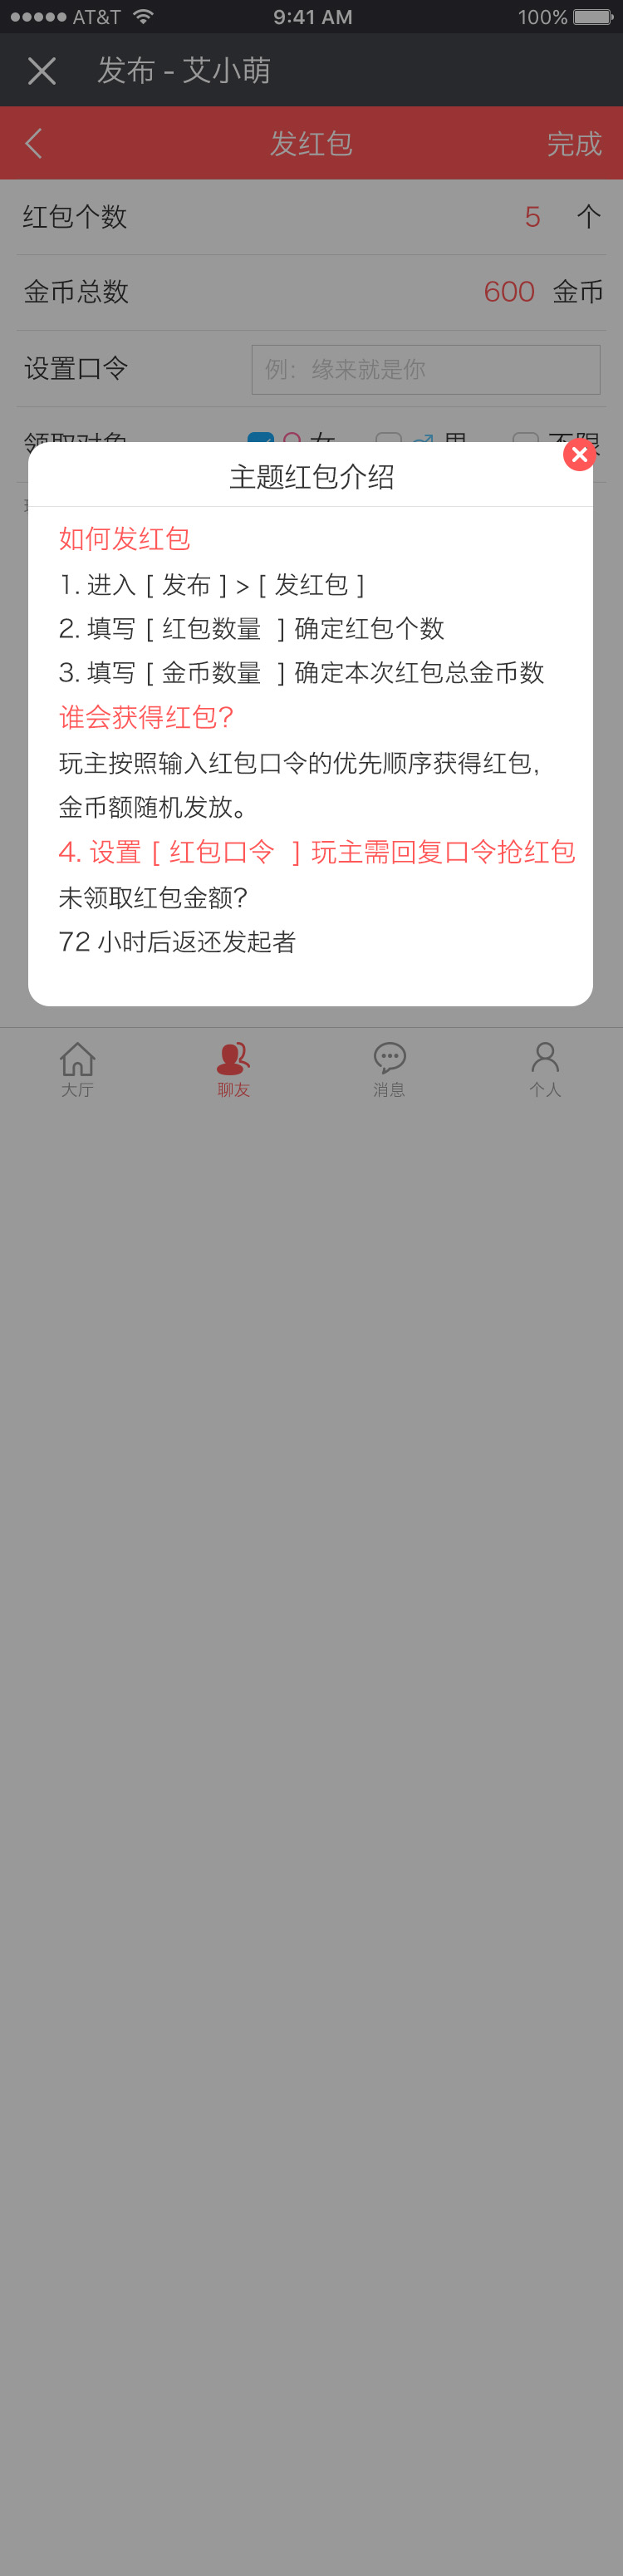 AT&T 9:41 AM 100%
发布 - 艾小萌
发红包 完成
红包个数 5 个
金币总数 600 金币
设置口令 例：缘来就是你
领取对象 女 男 不限
主题红包介绍
如何发红包
1. 进入 [ 发布 ] > [ 发红包 ]
2. 填写 [ 红包数量 ] 确定红包个数
3. 填写 [ 金币数量 ] 确定本次红包总金币数
谁会获得红包?
玩主按照输入红包口令的优先顺序获得红包,
金币额随机发放。
4. 设置 [ 红包口令 ] 玩主需回复口令抢红包
未领取红包金额?
72 小时后返还发起者
大厅 聊友 消息 个人